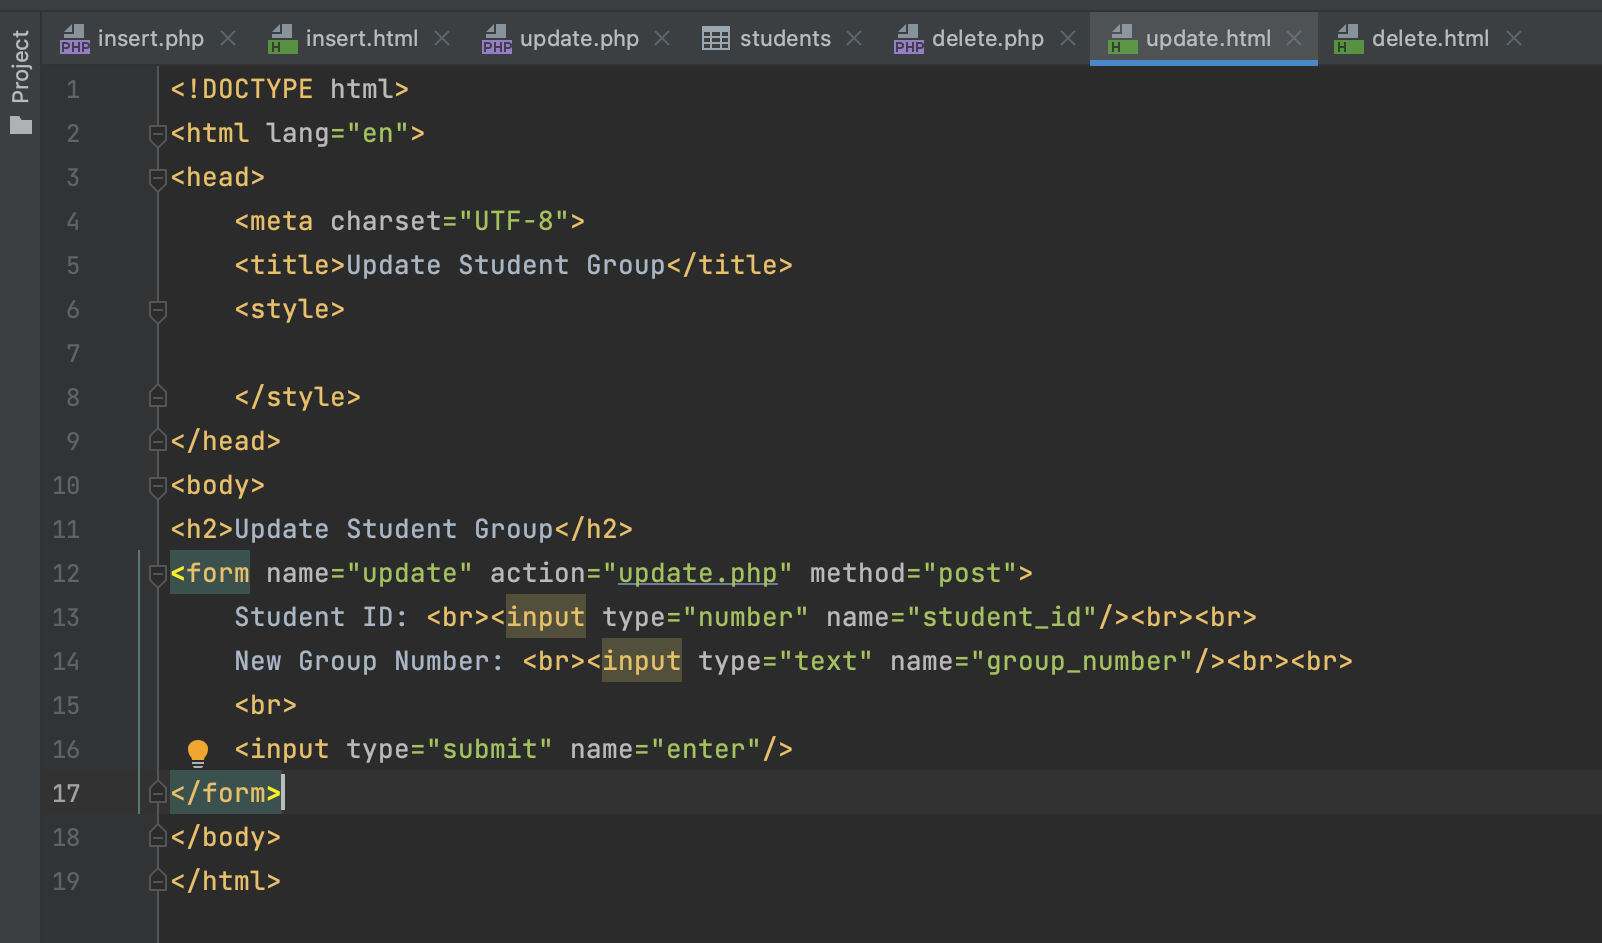 Project
PHP insert.php H insert.html PHP update.php students PHP delete.php H update.html H delete.html
1 <!DOCTYPE html>
2 <html lang="en">
3 <head>
4     <meta charset="UTF-8">
5     <title>Update Student Group</title>
6     <style>
7
8     </style>
9 </head>
10 <body>
11 <h2>Update Student Group</h2>
12 <form name="update" action="update.php" method="post">
13     Student ID: <br><input type="number" name="student_id"/><br><br>
14     New Group Number: <br><input type="text" name="group_number"/><br><br>
15     <br>
16     <input type="submit" name="enter"/>
17 </form>
18 </body>
19 </html>